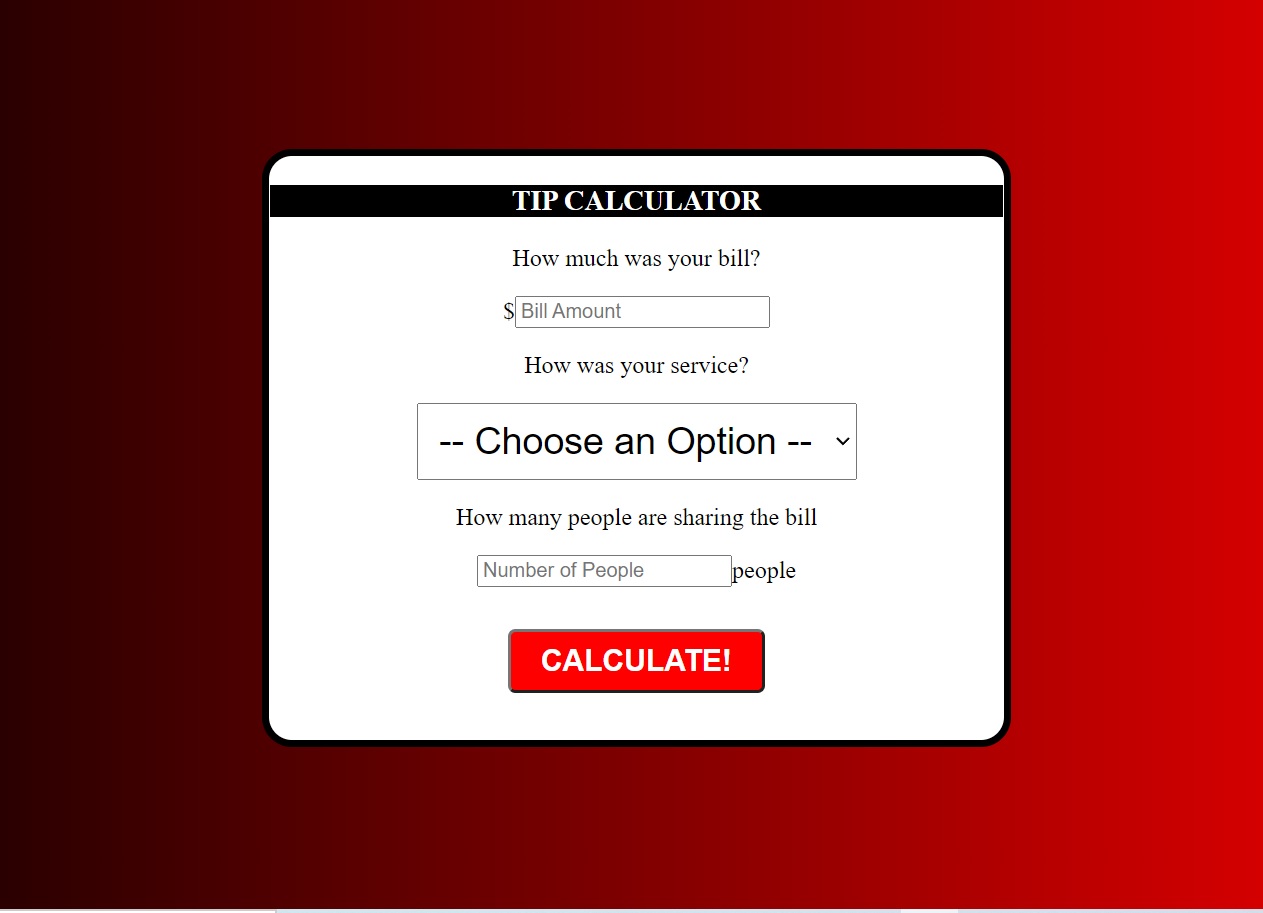 TIP CALCULATOR
How much was your bill?
$ Bill Amount
How was your service?
-- Choose an Option --
How many people are sharing the bill
Number of People people
CALCULATE!